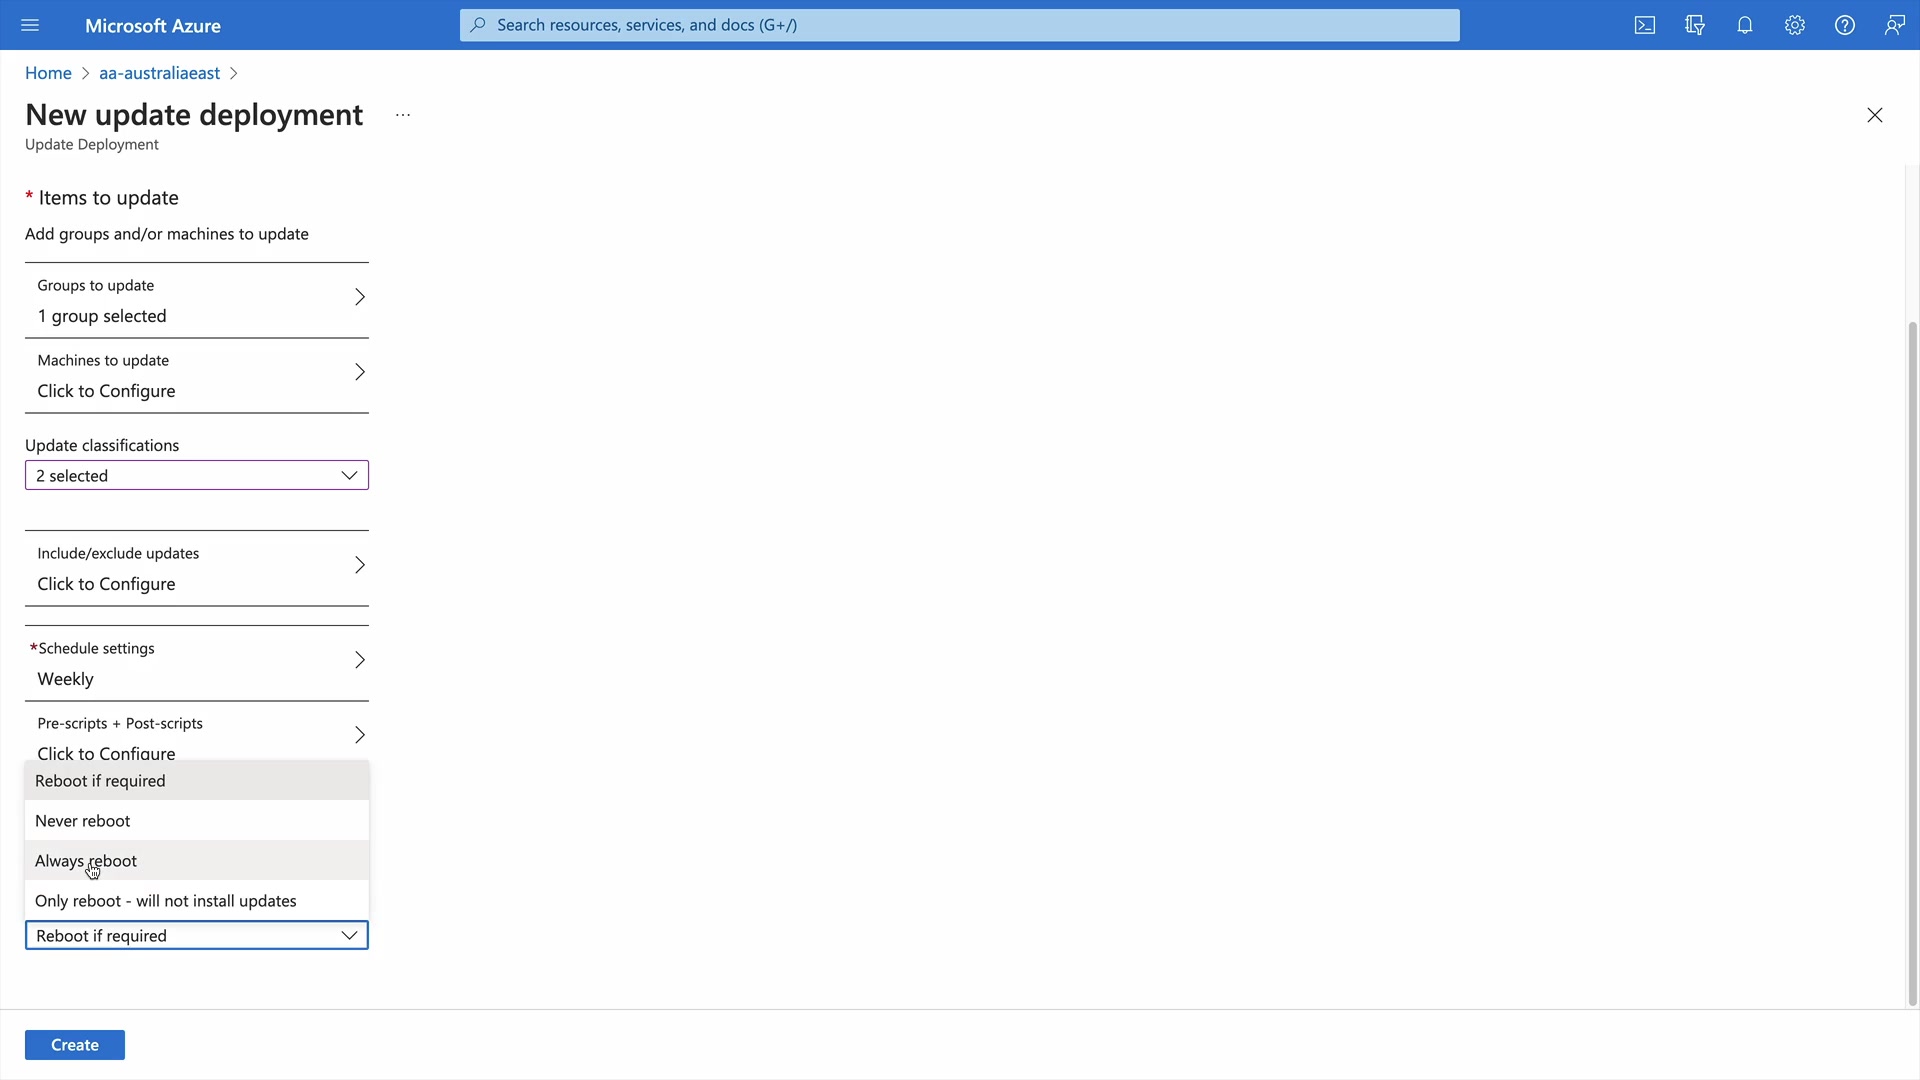 Microsoft Azure
Search resources, services, and docs (G+/)
Home
aa-australiaeast
New update deployment
...
Update Deployment
* Items to update
Add groups and/or machines to update
Groups to update
1 group selected
Machines to update
Click to Configure
Update classifications
2 selected
Include/exclude updates
Click to Configure
*Schedule settings
Weekly
Pre-scripts + Post-scripts
Click to Configure
Reboot if required
Never reboot
Always reboot
Only reboot - will not install updates
Reboot if required
Create